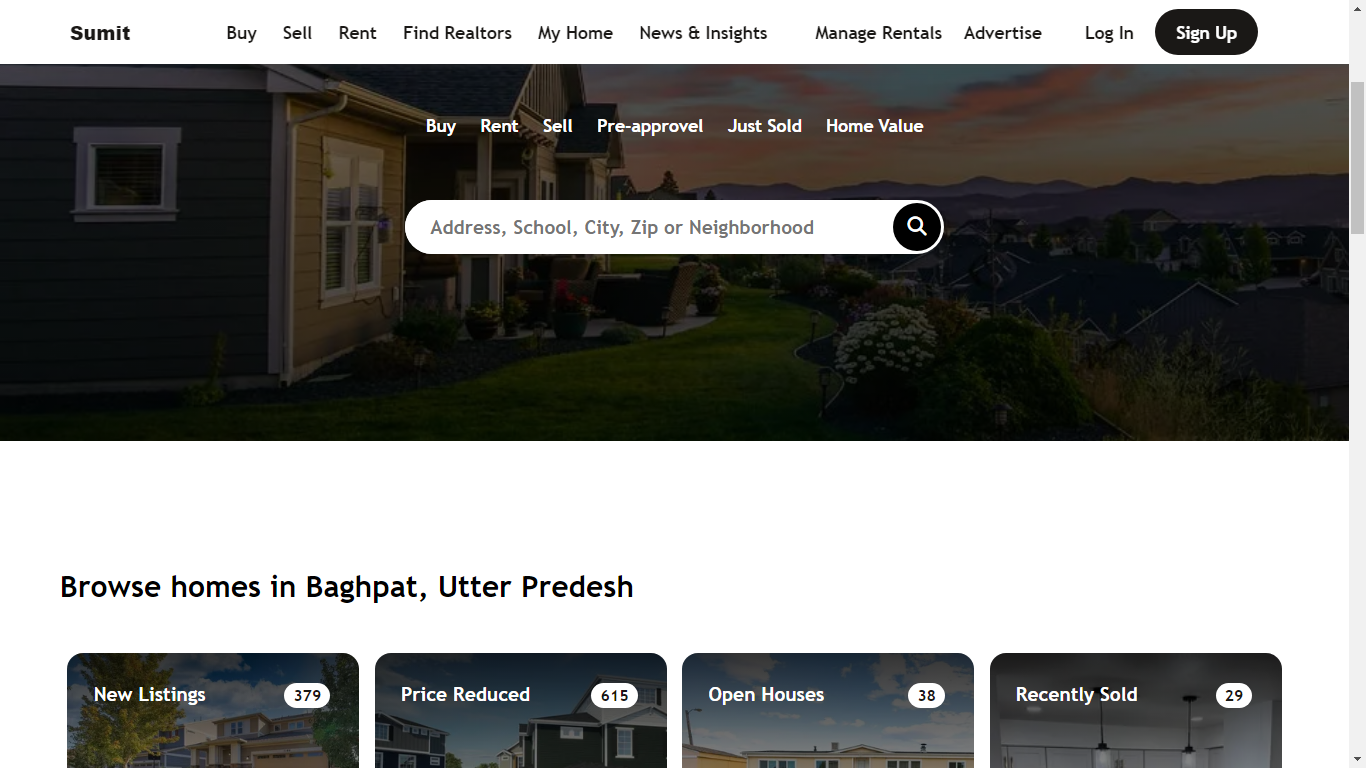 Sumit Buy Sell Rent Find Realtors My Home News & Insights Manage Rentals Advertise Log In Sign Up
Buy Rent Sell Pre-approvel Just Sold Home Value
Address, School, City, Zip or Neighborhood
Browse homes in Baghpat, Utter Predesh
New Listings 379 Price Reduced 615 Open Houses 38 Recently Sold 29